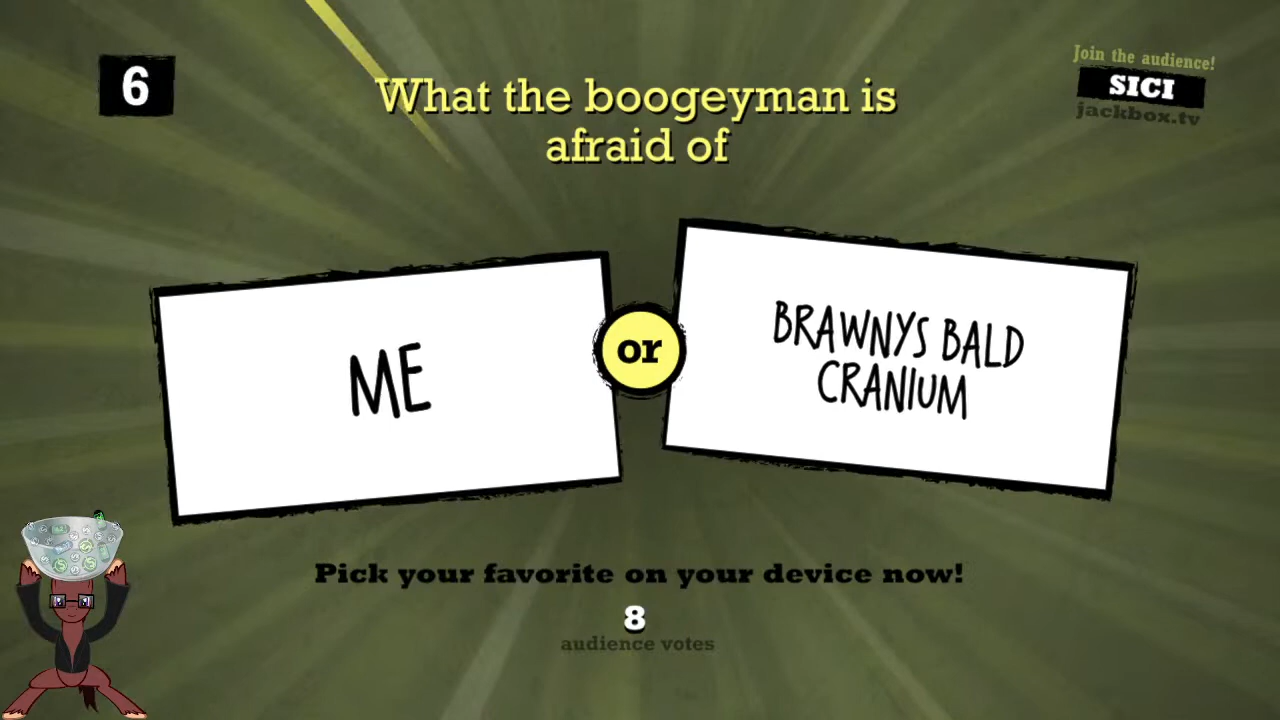 6
What the boogeyman is
afraid of
Join the audience!
SICI
jackbox.tv
ME
or
BRAWNYS BALD
CRANIUM
Pick your favorite on your device now!
8
audience votes